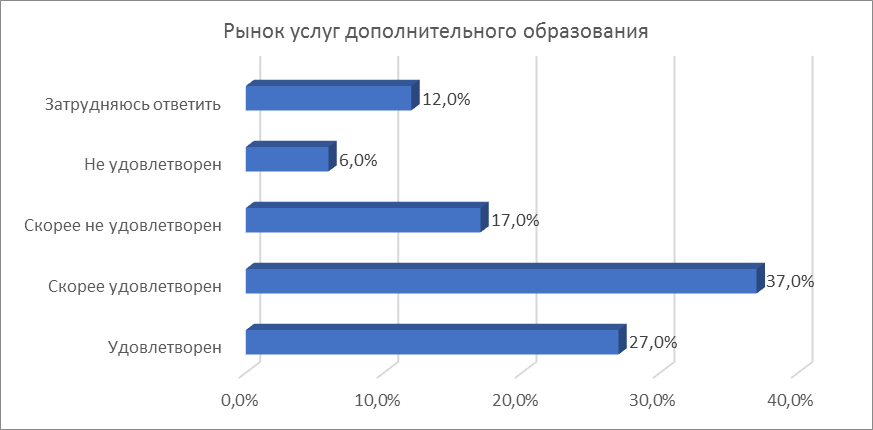 Рынок услуг дополнительного образования
Затрудняюсь ответить 12,0%
Не удовлетворен 6,0%
Скорее не удовлетворен 17,0%
Скорее удовлетворен 37,0%
Удовлетворен 27,0%
0,0% 10,0% 20,0% 30,0% 40,0%